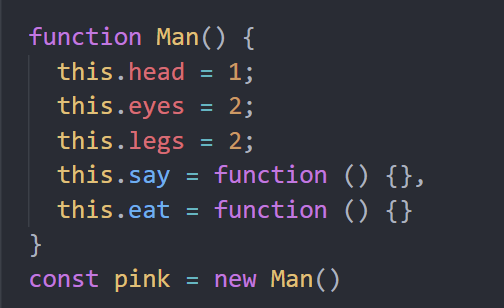 function Man() {
  this.head = 1;
  this.eyes = 2;
  this.legs = 2;
  this.say = function () {},
  this.eat = function () {}
}
const pink = new Man()